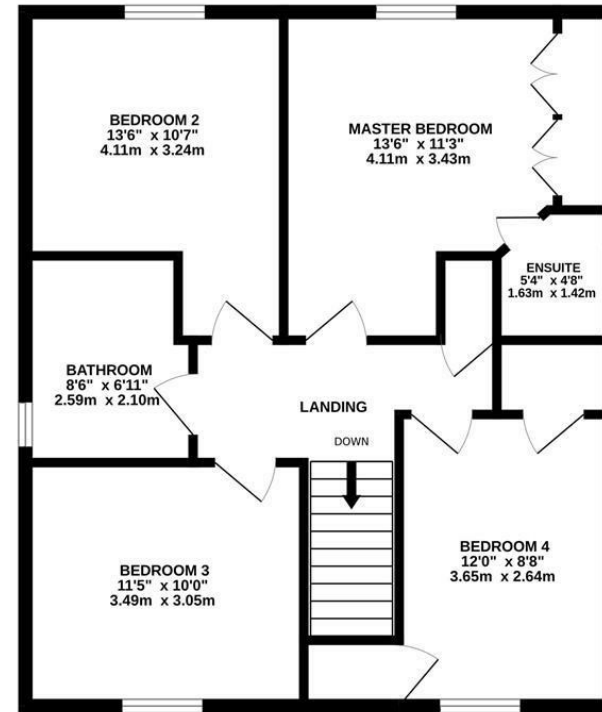 BEDROOM 2
13'6" x 10'7"
4.11m x 3.24m
MASTER BEDROOM
13'6" x 11'3"
4.11m x 3.43m
ENSUITE
5'4" x 4'8"
1.63m x 1.42m
BATHROOM
8'6" x 6'11"
2.59m x 2.10m
LANDING
DOWN
BEDROOM 3
11'5" x 10'0"
3.49m x 3.05m
BEDROOM 4
12'0" x 8'8"
3.65m x 2.64m